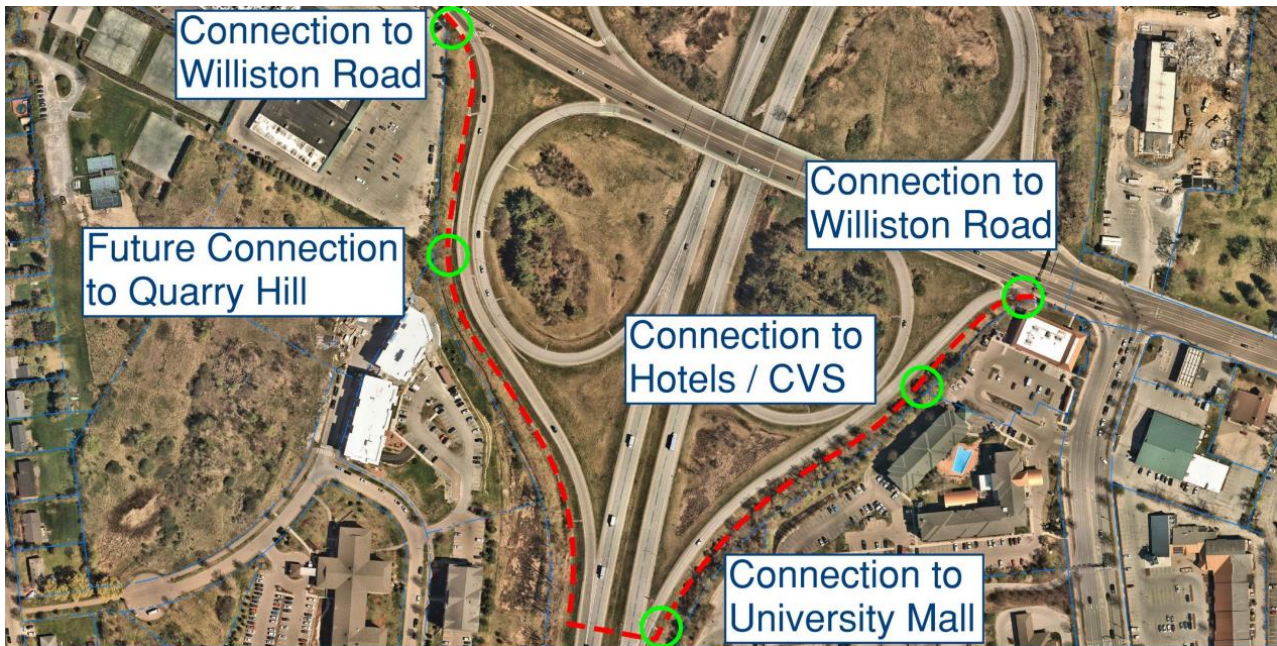 Connection to
Williston Road
Future Connection
to Quarry Hill
Connection to
Williston Road
Connection to
Hotels / CVS
Connection to
University Mall